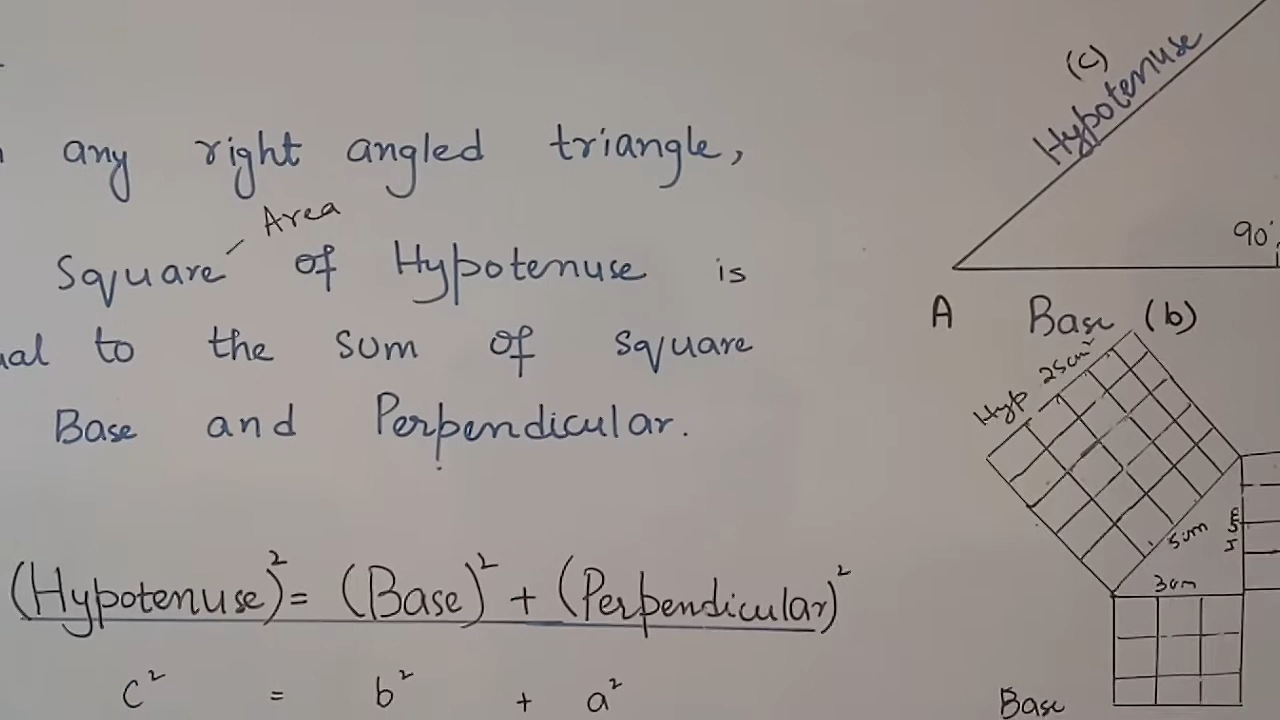 any right angled triangle,
Area
Square of Hypotenuse is
to the sum of square
Base and Perpendicular.
(Hypotenuse)² = (Base)² + (Perpendicular)²
c² = b² + a²
(c)
Hypotenuse
90°
A Base (b)
Hyp 25cm²
5cm
3cm
Base